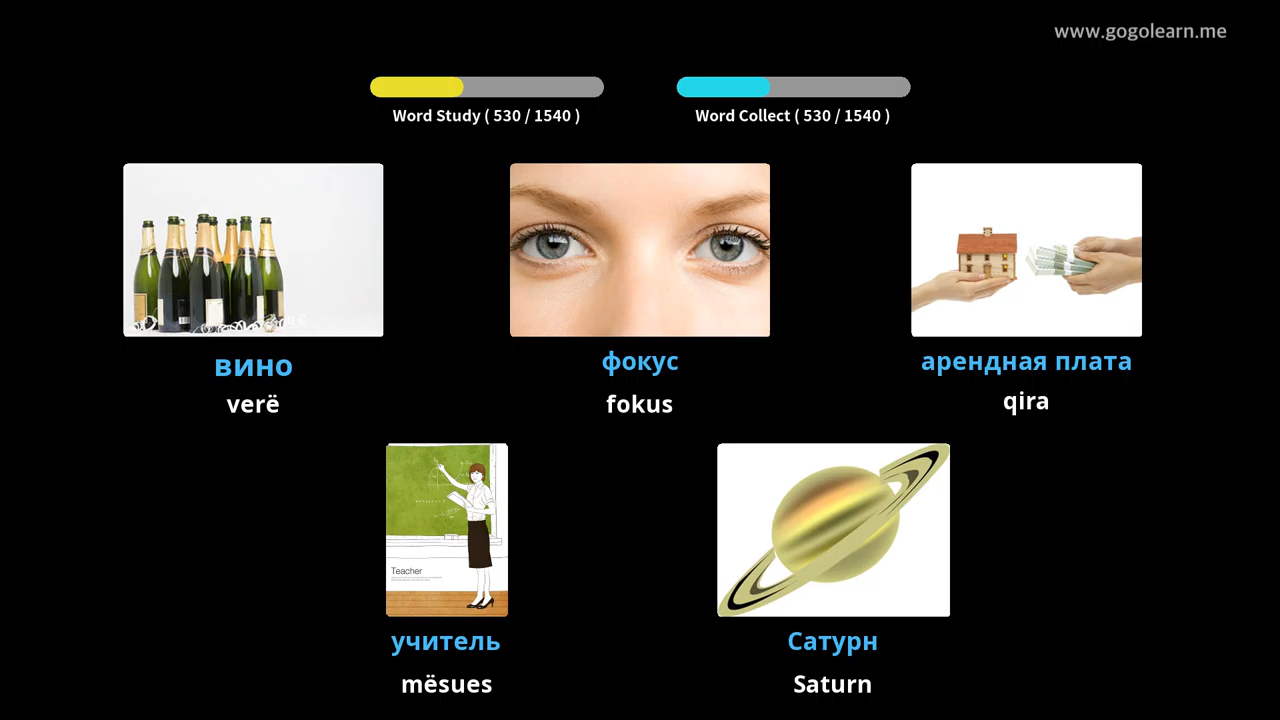 www.gogolearn.me
Word Study ( 530 / 1540 )
Word Collect ( 530 / 1540 )
вино
verë
фокус
fokus
арендная плата
qira
Teacher
учитель
mësues
Сатурн
Saturn